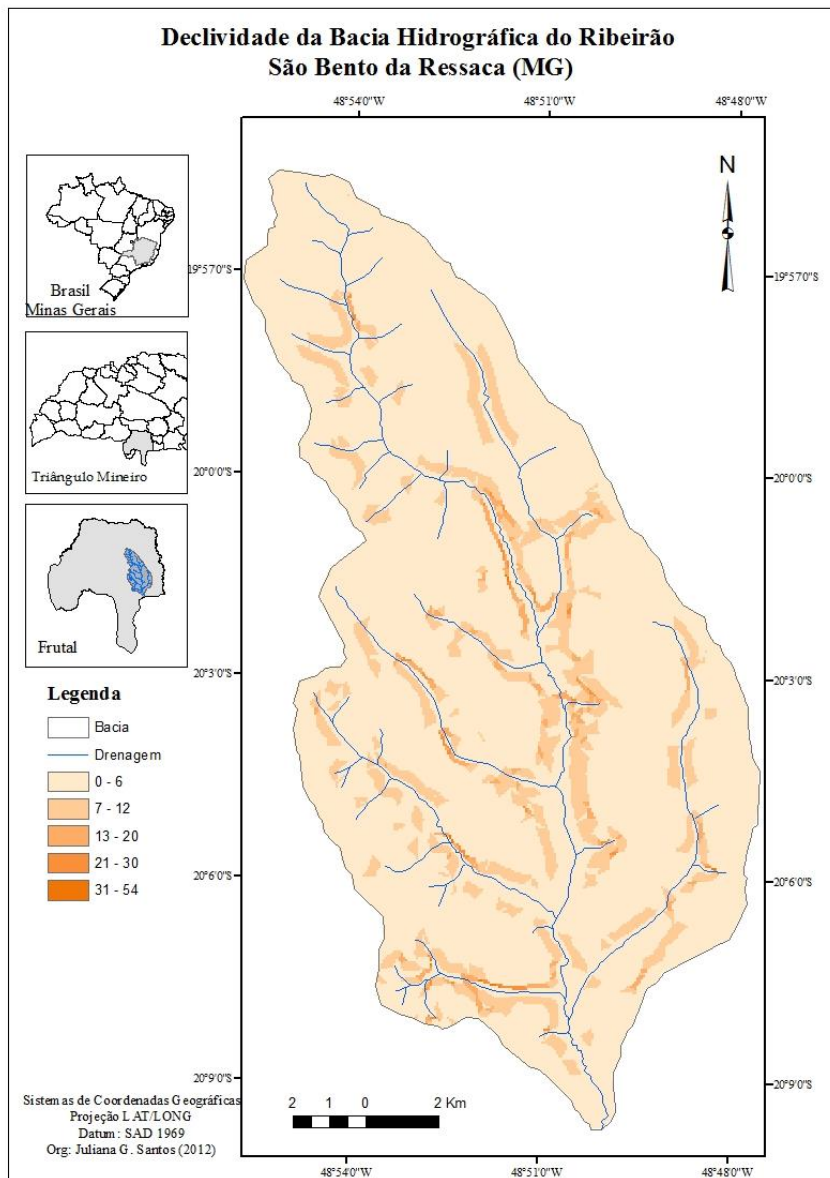 Declividade da Bacia Hidrográfica do Ribeirão
São Bento da Ressaca (MG)
48°54'0"W 48°51'0"W 48°48'0"W
N
19°57'0"S 19°57'0"S
Brasil
Minas Gerais
Triângulo Mineiro
20°0'0"S 20°0'0"S
Frutal
20°3'0"S 20°3'0"S
Legenda
Bacia
Drenagem
0 - 6
7 - 12
13 - 20
21 - 30
31 - 54
20°6'0"S 20°6'0"S
20°9'0"S 20°9'0"S
Sistemas de Coordenadas Geográficas
Projeção LAT/LONG
Datum: SAD 1969
Org: Juliana G. Santos (2012)
2 1 0 2 Km
48°54'0"W 48°51'0"W 48°48'0"W